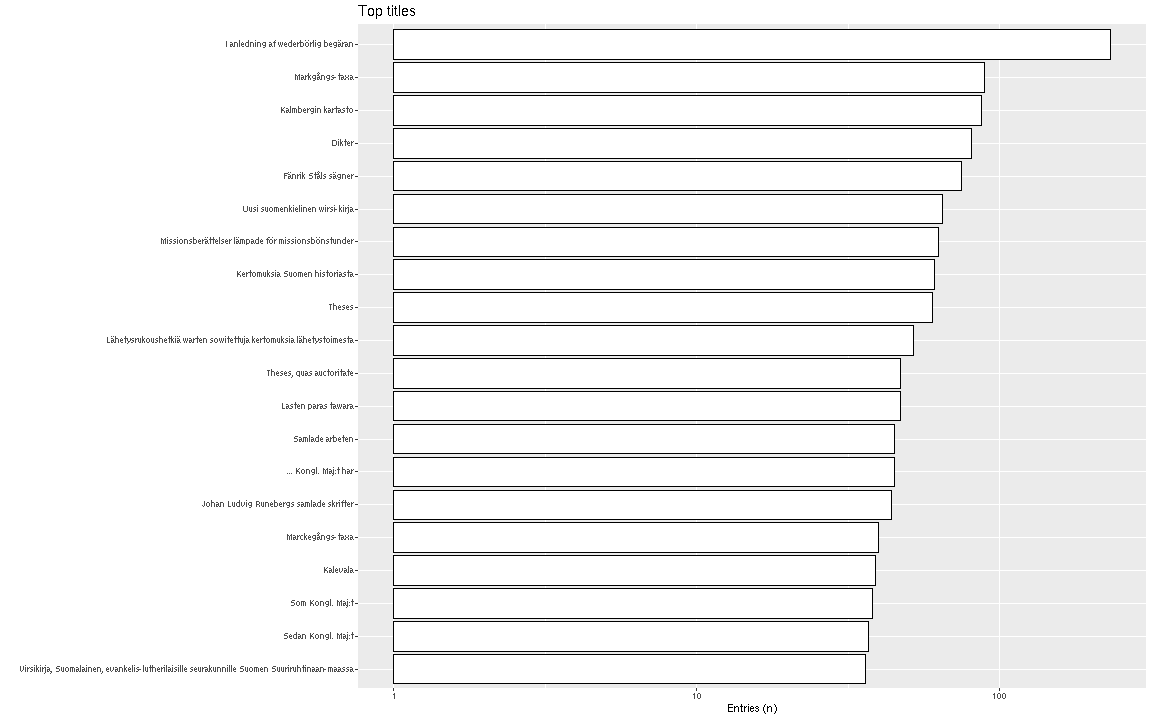 Top titles
I anledning af wederbörlig begäran
Markgångs-taxa
Kalmbergin kartasto
Dikter
Fänrik Ståls sägner
Uusi suomenkielinen wirsi-kirja
Missionsberättelser lämpade för missionsbönstunder
Kertomuksia Suomen historiasta
Theses
Lähetysrukoushetkiä warten sowitettuja kertomuksia lähetystoimesta
Theses, quas auctoritate
Lasten paras tawara
Samlade arbeten
... Kongl. Maj:t har
Johan Ludvig Runebergs samlade skrifter
Marckegångs-taxa
Kalevala
Som Kongl. Maj:t
Sedan Kongl. Maj:t
Virsikirja, Suomalainen, evankelis-lutherilaisille seurakunnille Suomen Suuriruhtinaan-maassa
1 10 100
Entries (n)